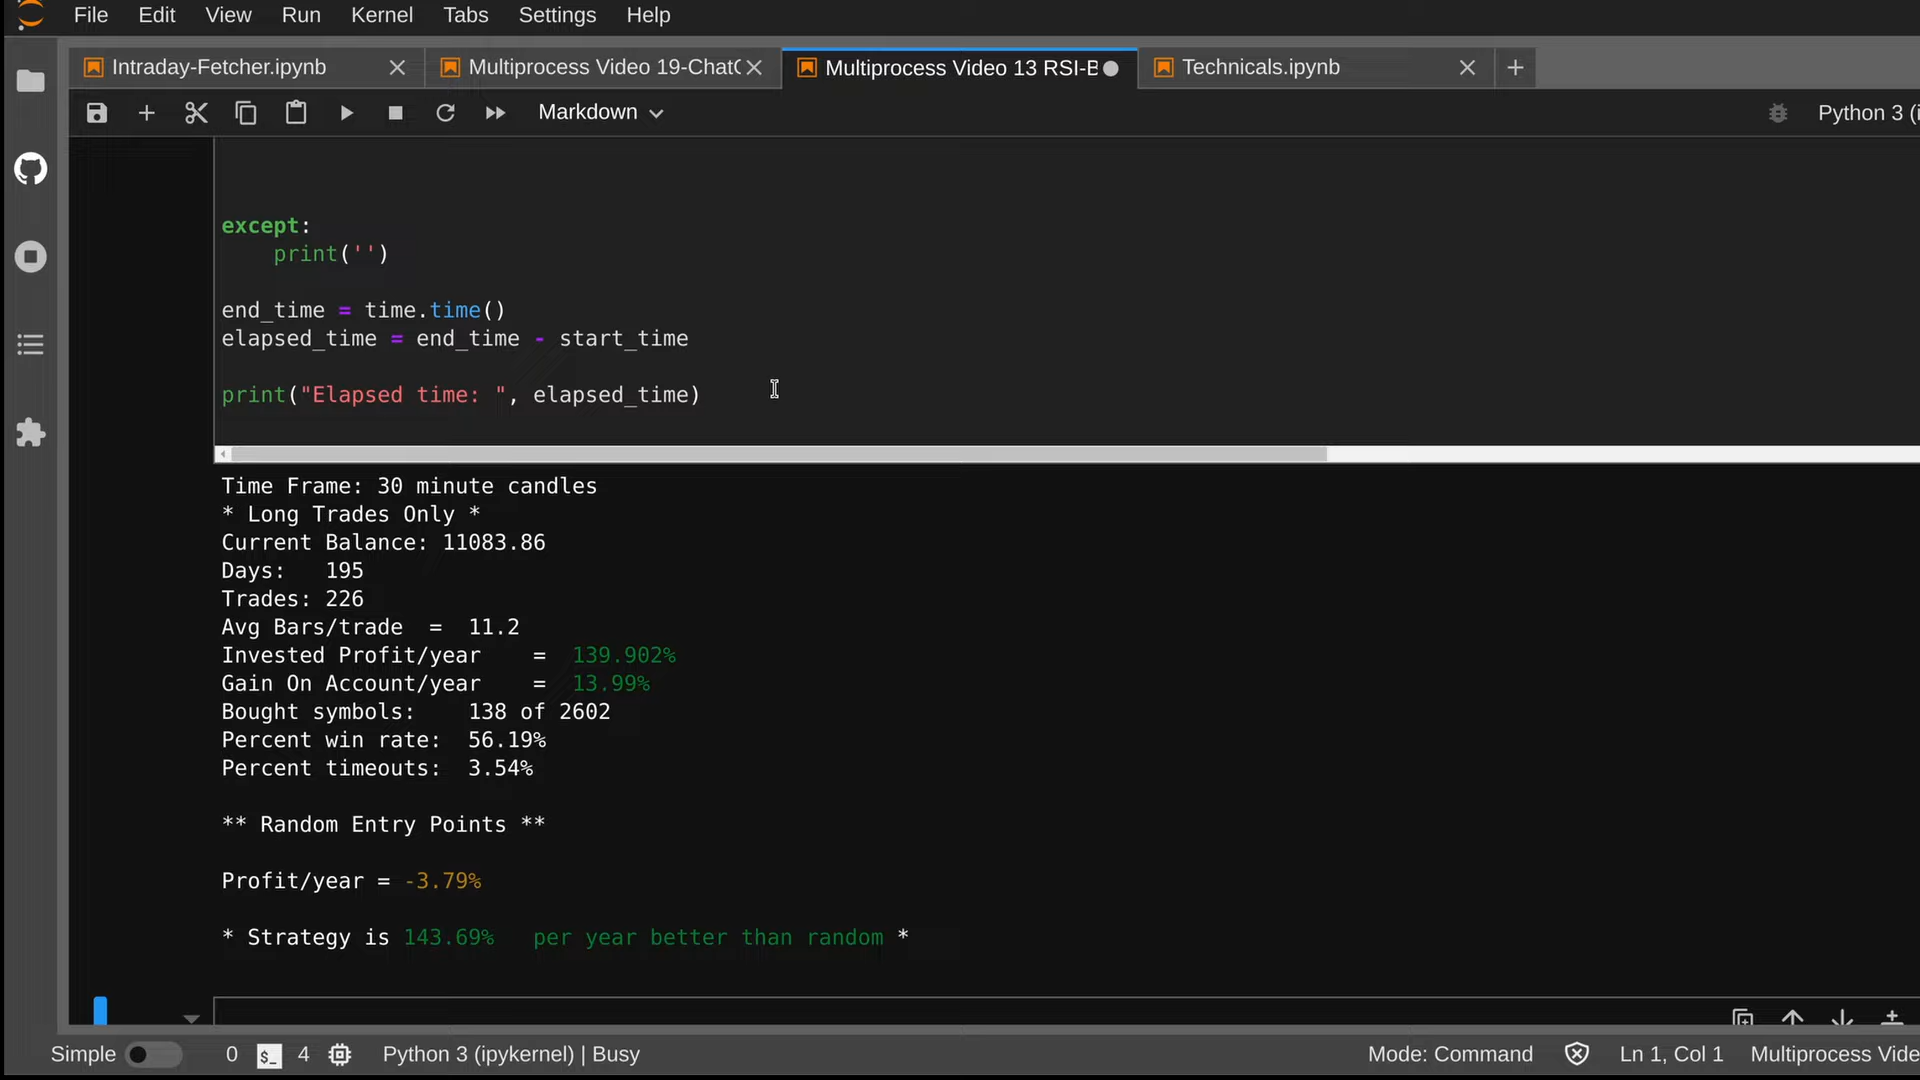 File Edit View Run Kernel Tabs Settings Help
Intraday-Fetcher.ipynb Multiprocess Video 19-Chat Multiprocess Video 13 RSI-B Technicals.ipynb
Markdown Python 3 (i
except:
print('')
end_time = time.time()
elapsed_time = end_time - start_time
print("Elapsed time: ", elapsed_time)
Time Frame: 30 minute candles
* Long Trades Only *
Current Balance: 11083.86
Days: 195
Trades: 226
Avg Bars/trade = 11.2
Invested Profit/year = 139.902%
Gain On Account/year = 13.99%
Bought symbols: 138 of 2602
Percent win rate: 56.19%
Percent timeouts: 3.54%
** Random Entry Points **
Profit/year = -3.79%
* Strategy is 143.69% per year better than random *
Simple 0 $_ 4 Python 3 (ipykernel) | Busy Mode: Command Ln 1, Col 1 Multiprocess Vide